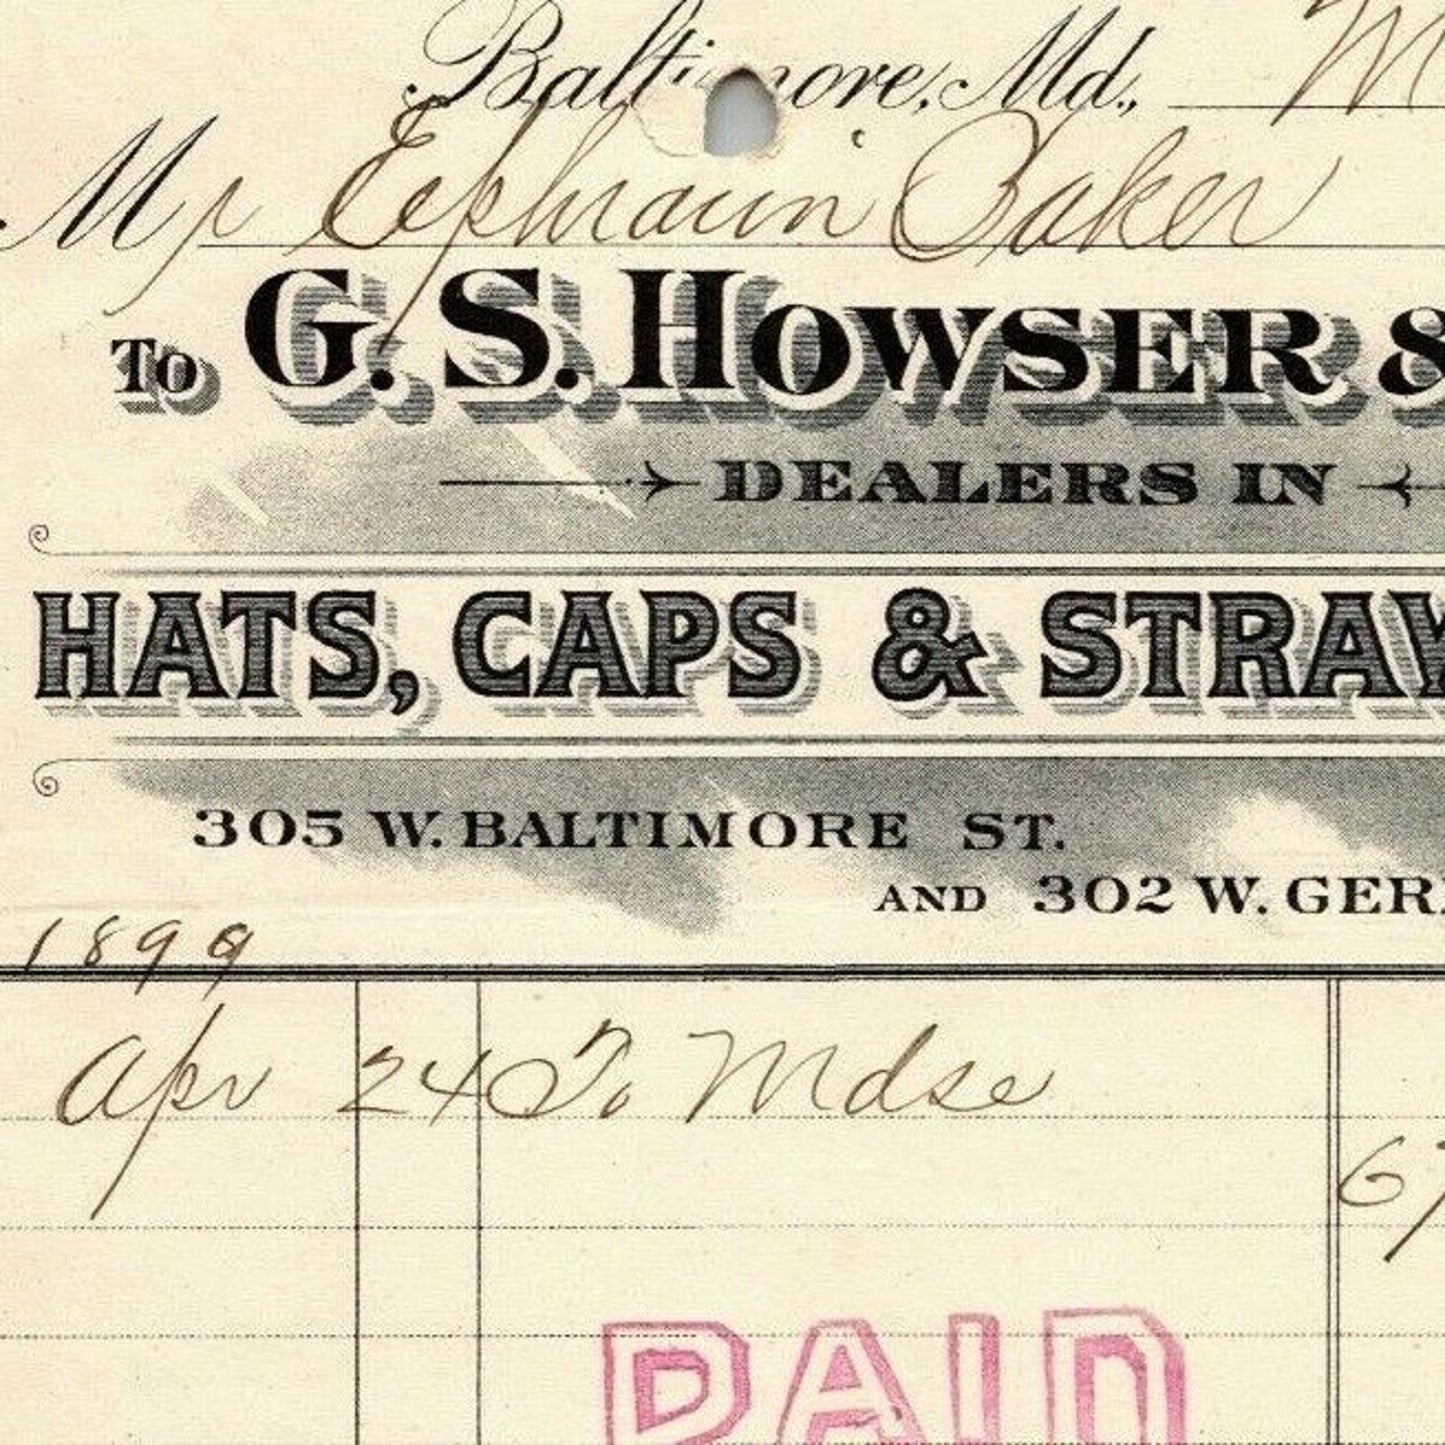 Baltimore, Md., M
Mr Ephraim Baker
To G. S. Howser &
DEALERS IN
HATS, CAPS & STRAW
305 W. BALTIMORE ST.
AND 302 W. GER
1899
Apr 24 To Mdse
67
PAID